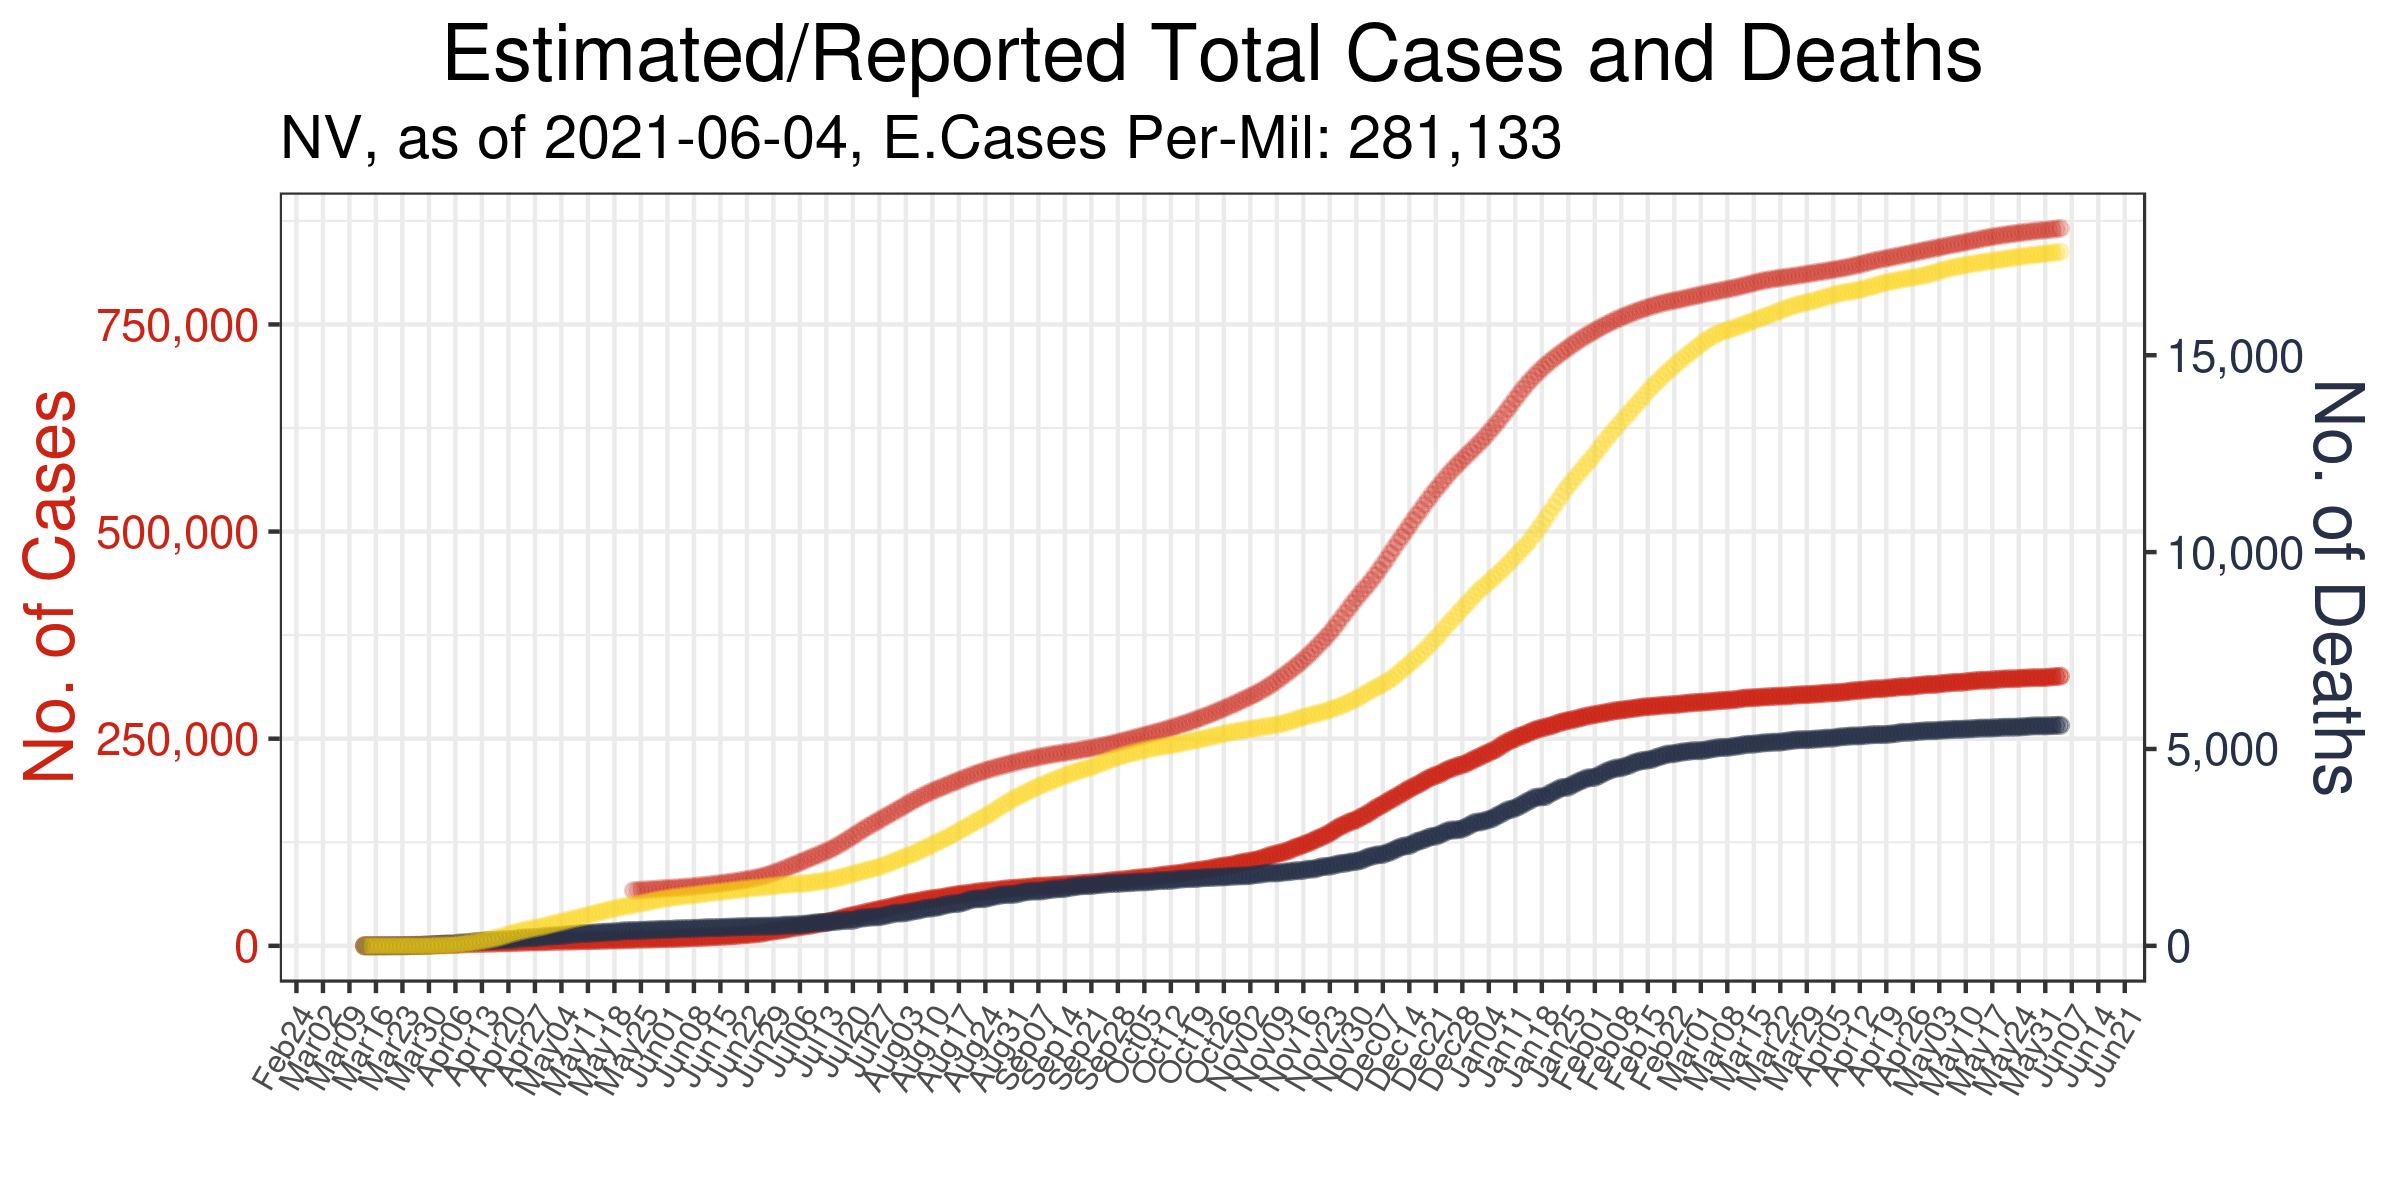 Estimated/Reported Total Cases and Deaths
NV, as of 2021-06-04, E.Cases Per-Mil: 281,133
No. of Cases
750,000
500,000
250,000
0
15,000
10,000
5,000
0
No. of Deaths
Feb24
Mar02
Mar09
Mar16
Mar23
Mar30
Apr06
Apr13
Apr20
Apr27
May04
May11
May18
May25
Jun01
Jun08
Jun15
Jun22
Jun29
Jul06
Jul13
Jul20
Jul27
Aug03
Aug10
Aug17
Aug24
Aug31
Sep07
Sep14
Sep21
Sep28
Oct05
Oct12
Oct19
Oct26
Nov02
Nov09
Nov16
Nov23
Nov30
Dec07
Dec14
Dec21
Dec28
Jan04
Jan11
Jan18
Jan25
Feb01
Feb08
Feb15
Feb22
Mar01
Mar08
Mar15
Mar22
Mar29
Apr05
Apr12
Apr19
Apr26
May03
May10
May17
May24
May31
Jun07
Jun14
Jun21